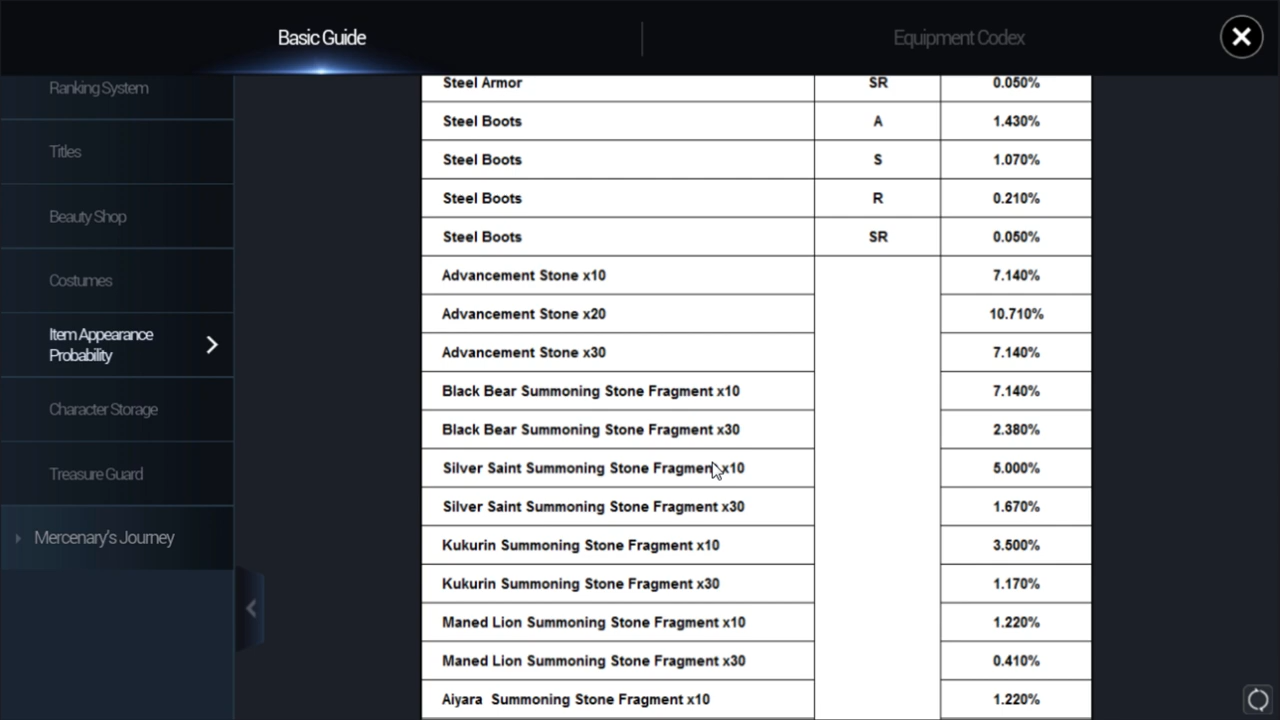 Basic Guide
Equipment Codex
Ranking System
Titles
Beauty Shop
Costumes
Item Appearance
Probability
Character Storage
Treasure Guard
Mercenary's Journey
Steel Armor SR 0.050%
Steel Boots A 1.430%
Steel Boots S 1.070%
Steel Boots R 0.210%
Steel Boots SR 0.050%
Advancement Stone x10 7.140%
Advancement Stone x20 10.710%
Advancement Stone x30 7.140%
Black Bear Summoning Stone Fragment x10 7.140%
Black Bear Summoning Stone Fragment x30 2.380%
Silver Saint Summoning Stone Fragment x10 5.000%
Silver Saint Summoning Stone Fragment x30 1.670%
Kukurin Summoning Stone Fragment x10 3.500%
Kukurin Summoning Stone Fragment x30 1.170%
Maned Lion Summoning Stone Fragment x10 1.220%
Maned Lion Summoning Stone Fragment x30 0.410%
Aiyara Summoning Stone Fragment x10 1.220%